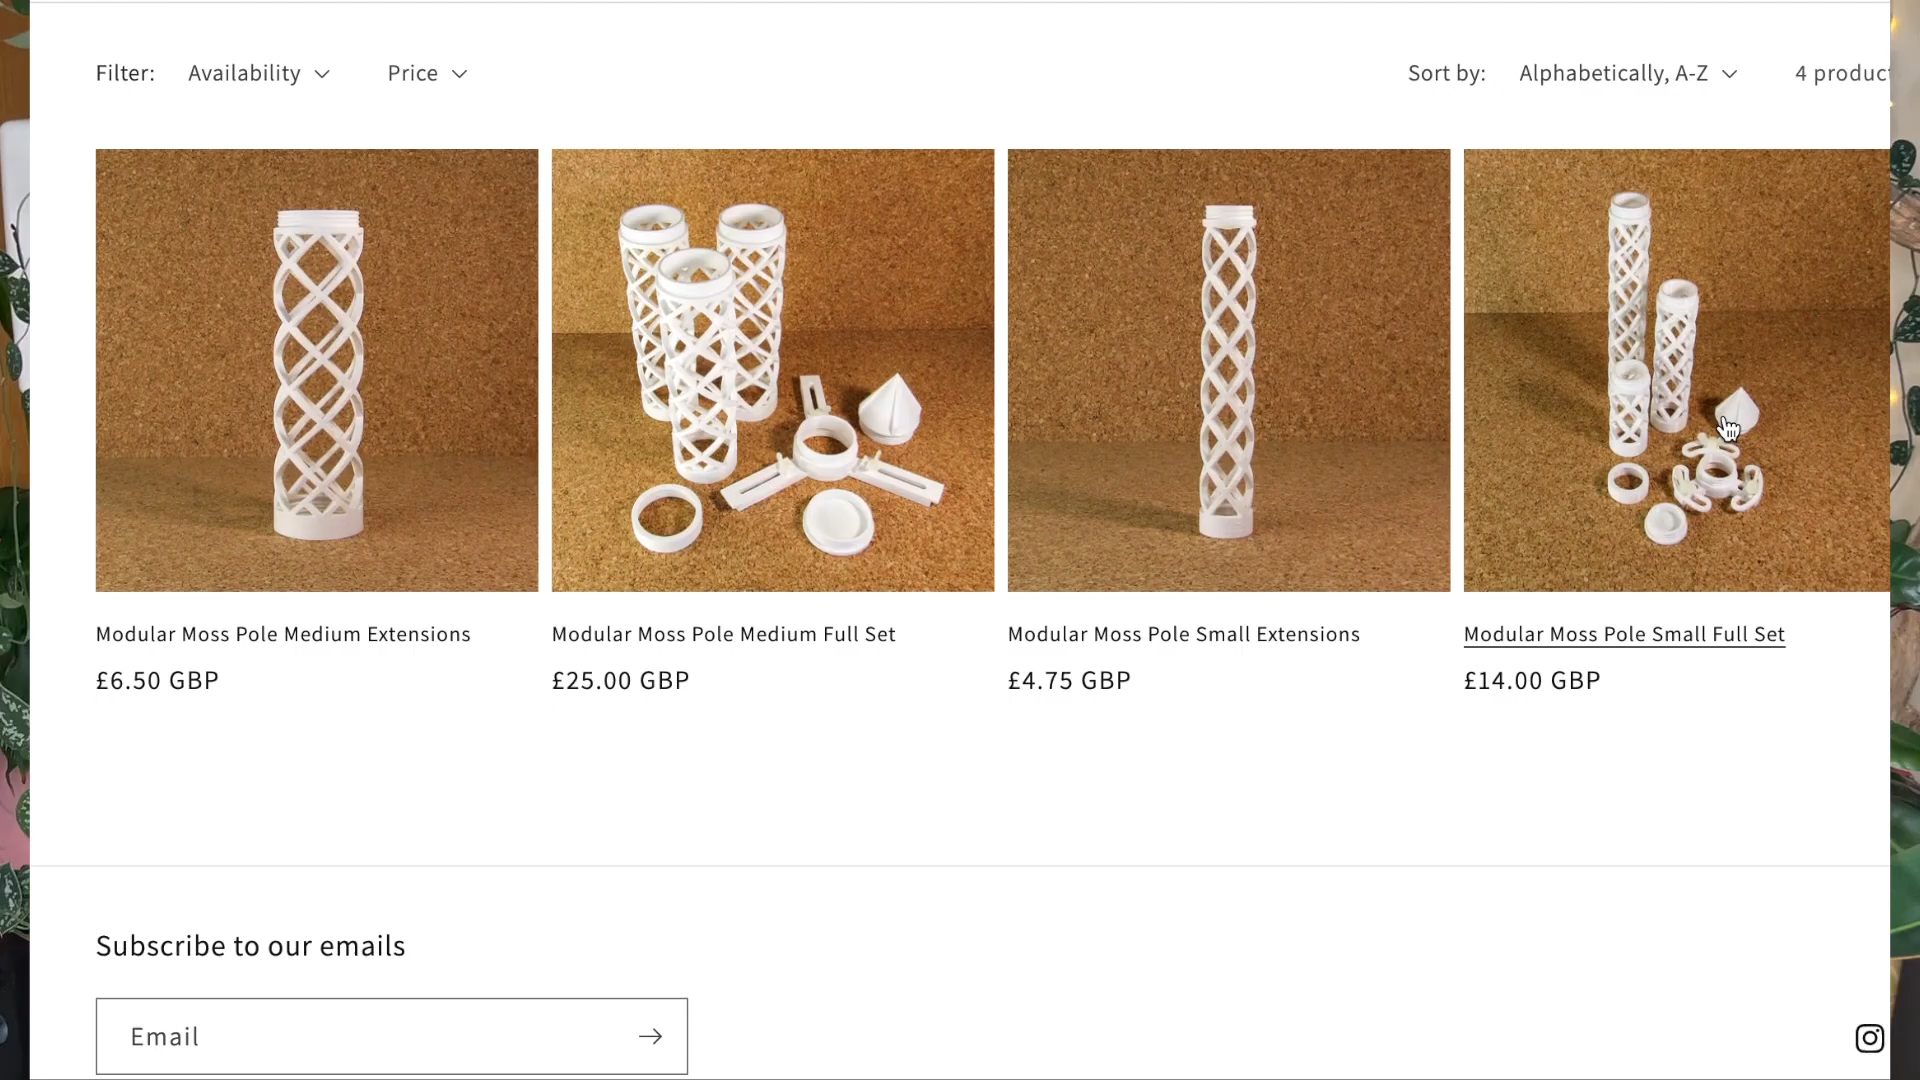 Filter: Availability Price Sort by: Alphabetically, A-Z 4 product
Modular Moss Pole Medium Extensions
£6.50 GBP
Modular Moss Pole Medium Full Set
£25.00 GBP
Modular Moss Pole Small Extensions
£4.75 GBP
Modular Moss Pole Small Full Set
£14.00 GBP
Subscribe to our emails
Email